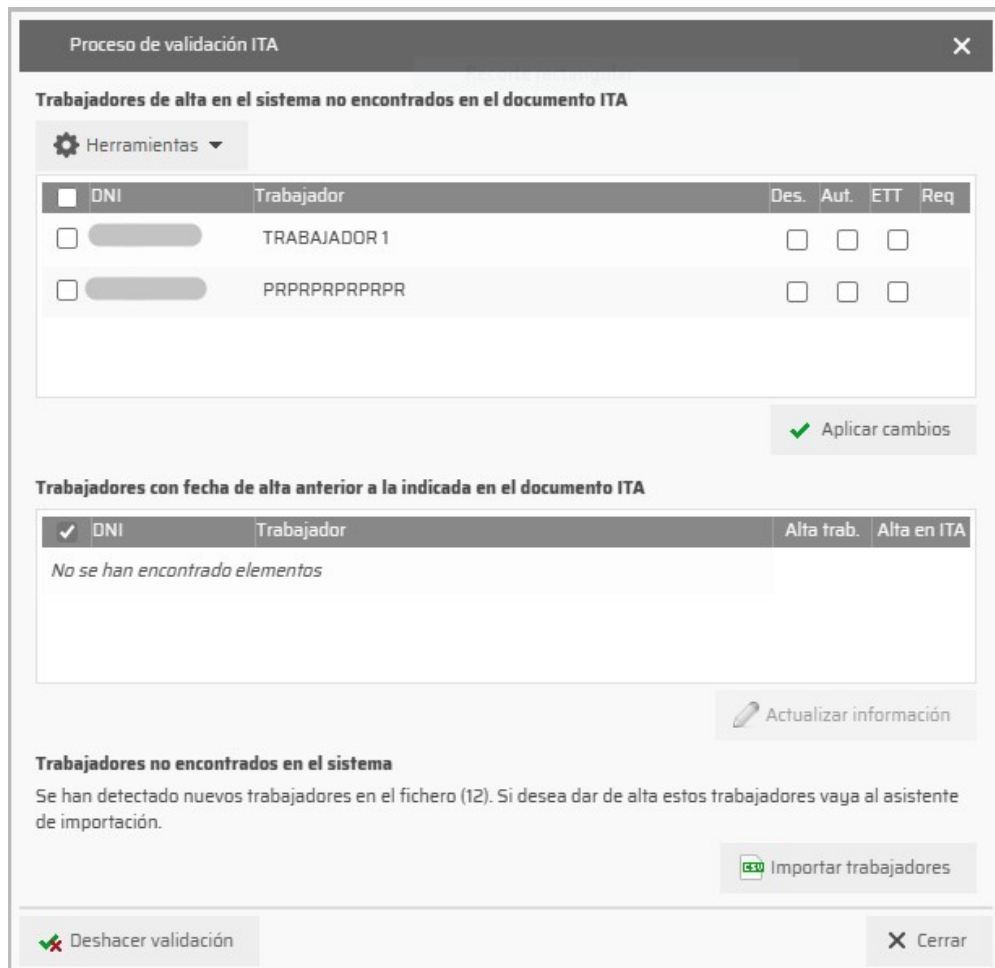 Proceso de validación ITA
Recorte rectangular
Trabajadores de alta en el sistema no encontrados en el documento ITA
Herramientas
DNI Trabajador Des. Aut. ETT Req
TRABAJADOR 1
PRPRPRPRPRPR
Aplicar cambios
Trabajadores con fecha de alta anterior a la indicada en el documento ITA
DNI Trabajador Alta trab. Alta en ITA
No se han encontrado elementos
Actualizar información
Trabajadores no encontrados en el sistema
Se han detectado nuevos trabajadores en el fichero (12). Si desea dar de alta estos trabajadores vaya al asistente
de importación.
CSV Importar trabajadores
Deshacer validación Cerrar